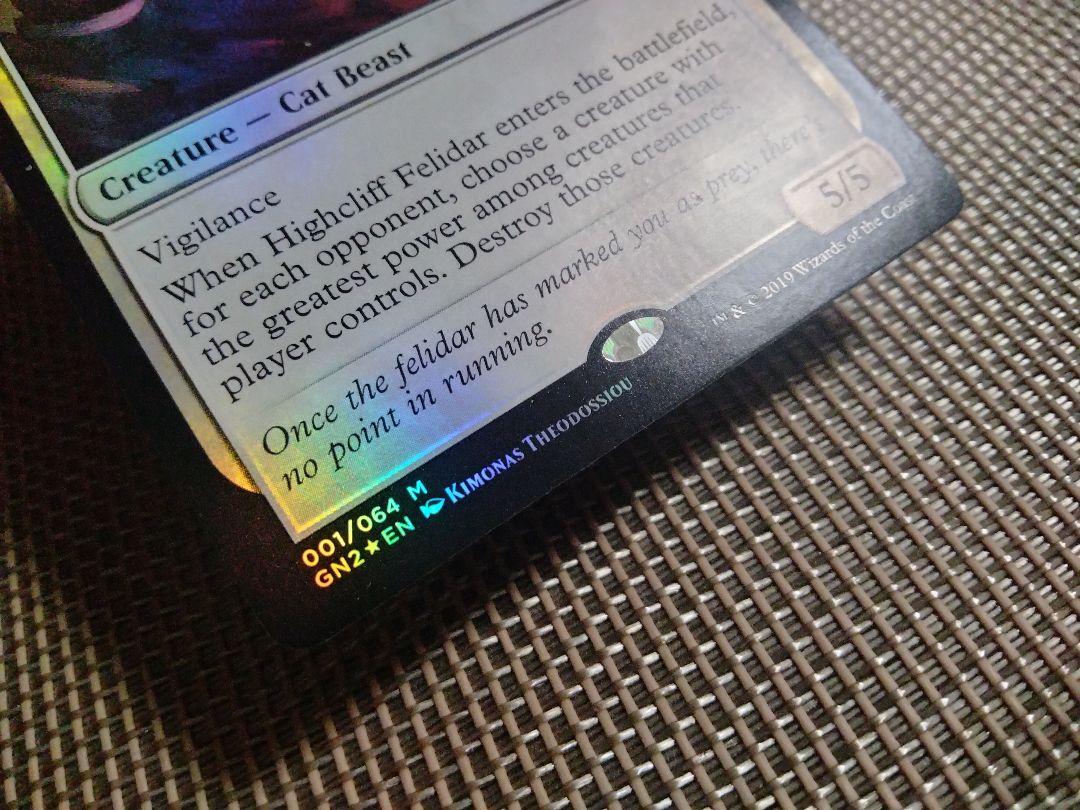 Creature — Cat Beast
Vigilance
When Highcliff Felidar enters the battlefield,
for each opponent, choose a creature with
the greatest power among creatures that
player controls. Destroy those creatures.
Once the felidar has marked you as prey, there's
no point in running.
5/5
001/064 M
GN2★EN Kimonas Theodossiou
™ & © 2019 Wizards of the Coast